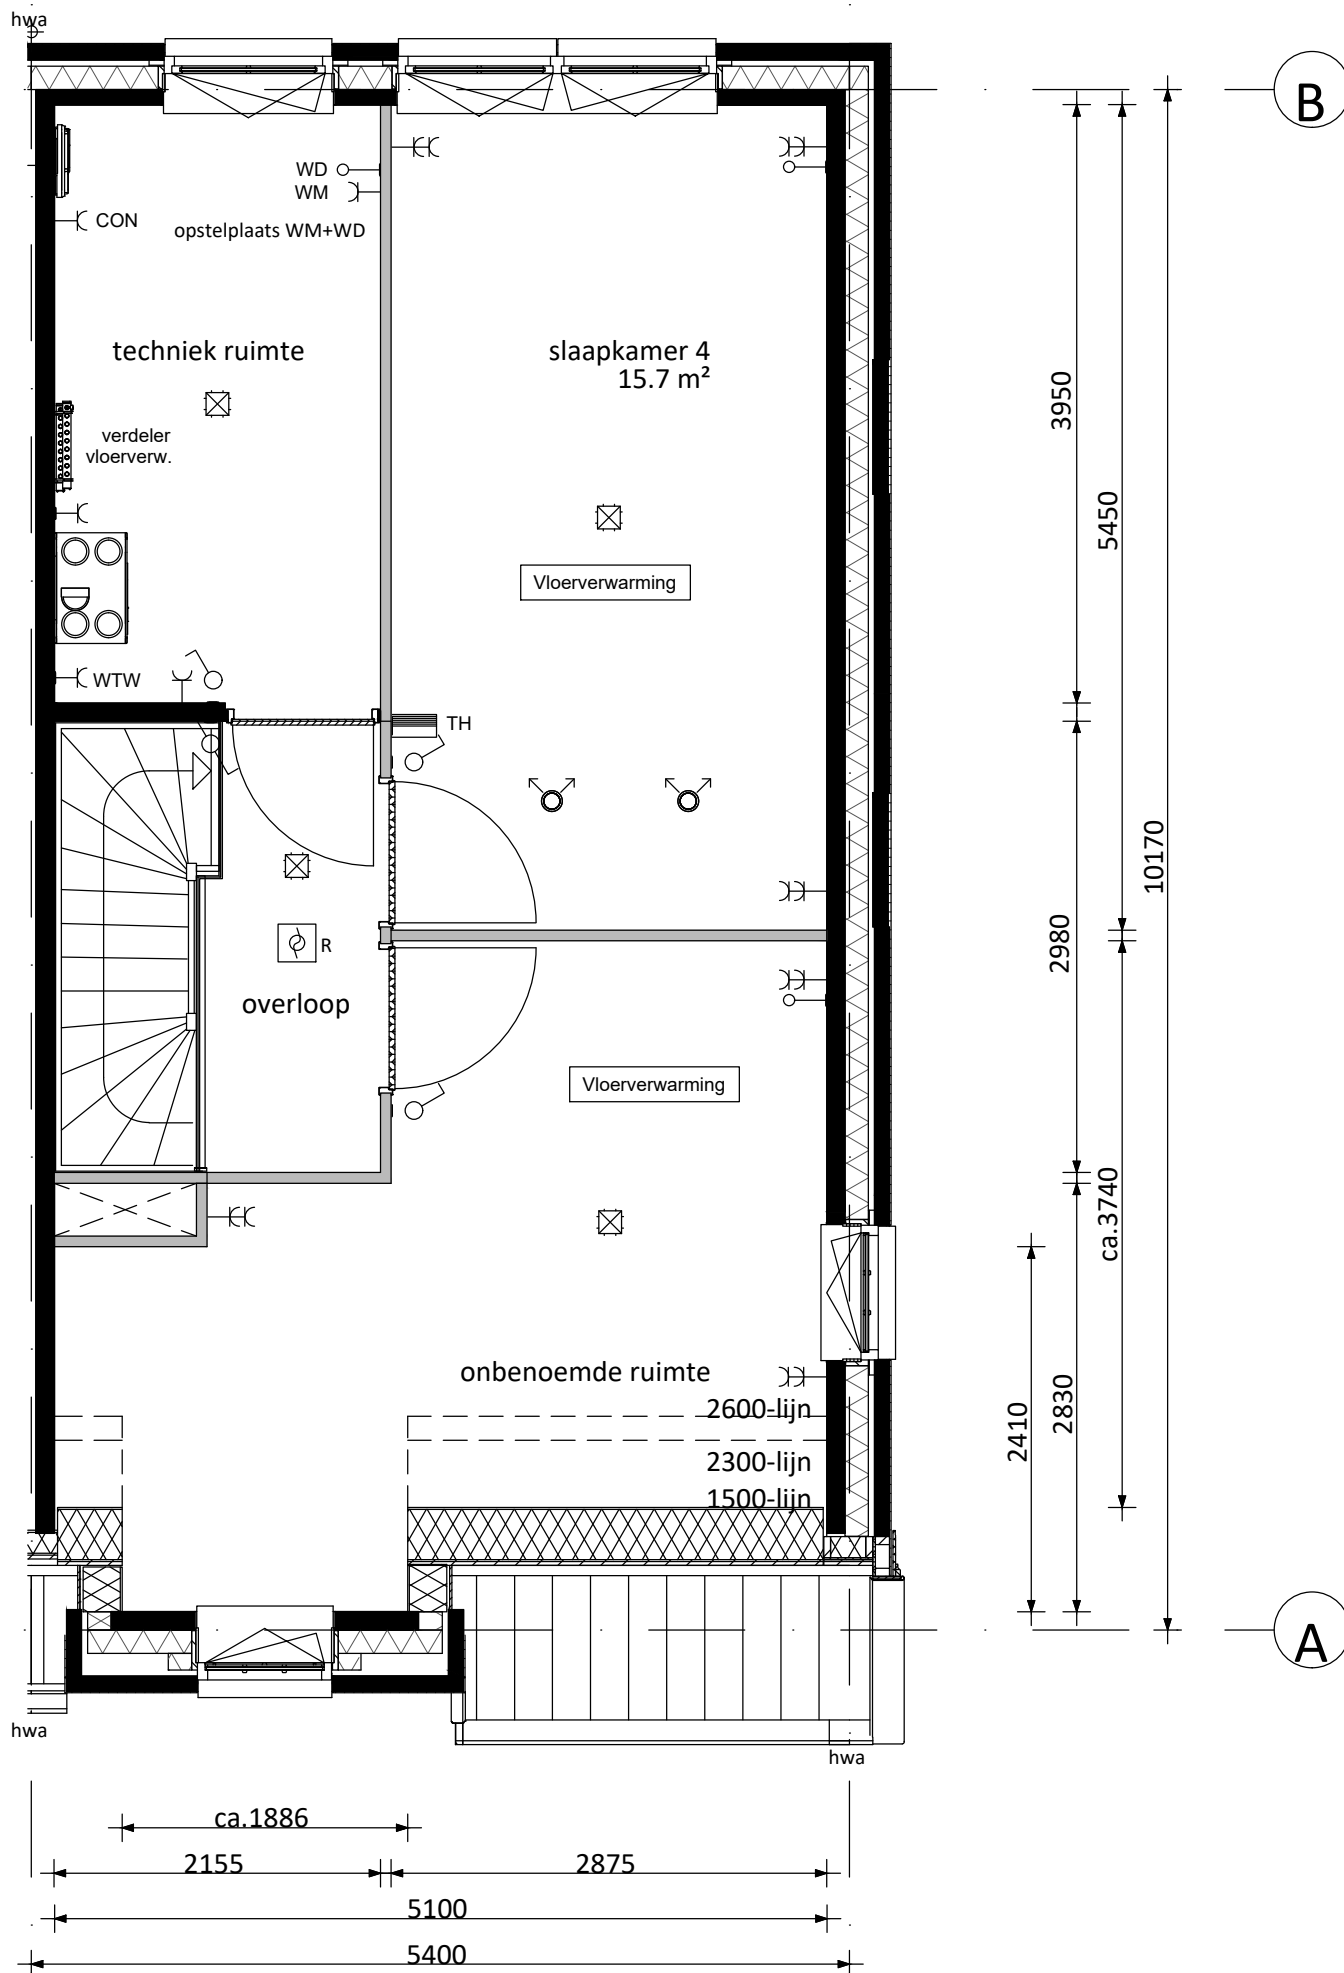 hwa
B
WD
WM
CON
opstelplaats WM+WD
techniek ruimte
slaapkamer 4
15.7 m²
3950
verdeler
vloerverw.
5450
Vloerverwarming
WTW
TH
10170
2980
R
overloop
Vloerverwarming
ca.3740
onbenoemde ruimte
2600-lijn
2410
2830
2300-lijn
1500-lijn
A
hwa
hwa
ca.1886
2155
2875
5100
5400